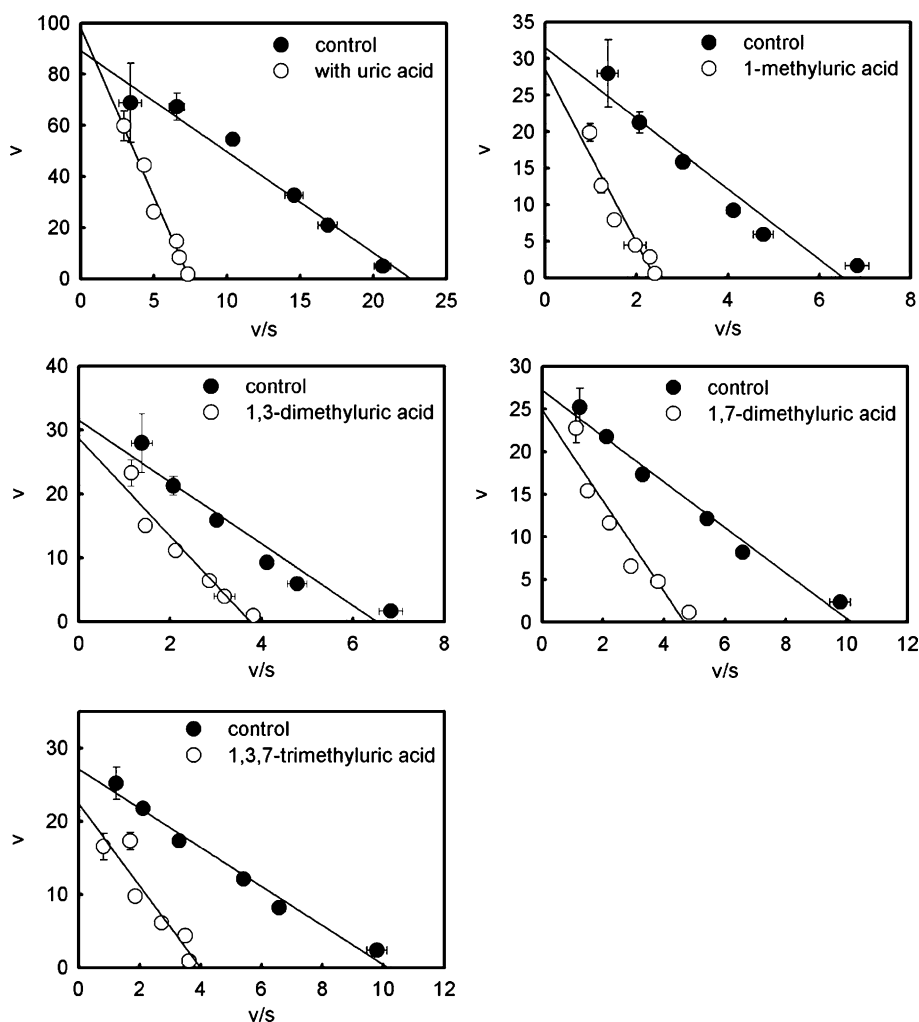 100
80
60
40
20
0
v
control
with uric acid
0 5 10 15 20 25
v/s
35
30
25
20
15
10
5
0
v
control
1-methyluric acid
0 2 4 6 8
v/s
40
30
20
10
0
v
control
1,3-dimethyluric acid
0 2 4 6 8
v/s
30
25
20
15
10
5
0
v
control
1,7-dimethyluric acid
0 2 4 6 8 10 12
v/s
30
20
10
0
v
control
1,3,7-trimethyluric acid
0 2 4 6 8 10 12
v/s